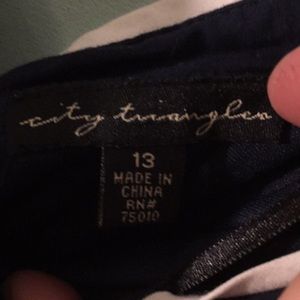 city triangles
13
MADE IN
CHINA
RN#
75010